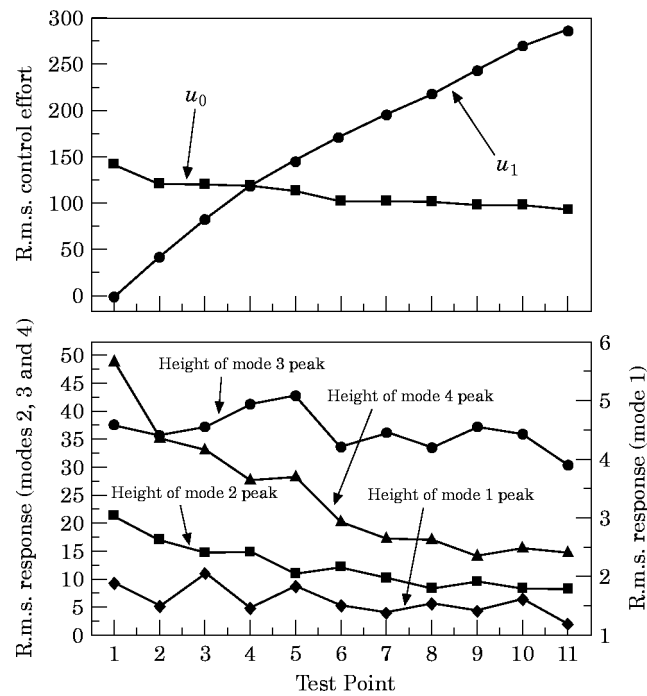 R.m.s. control effort
300
250
200
150
100
50
0
u0
u1
R.m.s. response (modes 2, 3 and 4)
50
45
40
35
30
25
20
15
10
5
0
Height of mode 3 peak
Height of mode 4 peak
Height of mode 2 peak
Height of mode 1 peak
6
5
4
3
2
1
R.m.s. response (mode 1)
1 2 3 4 5 6 7 8 9 10 11
Test Point